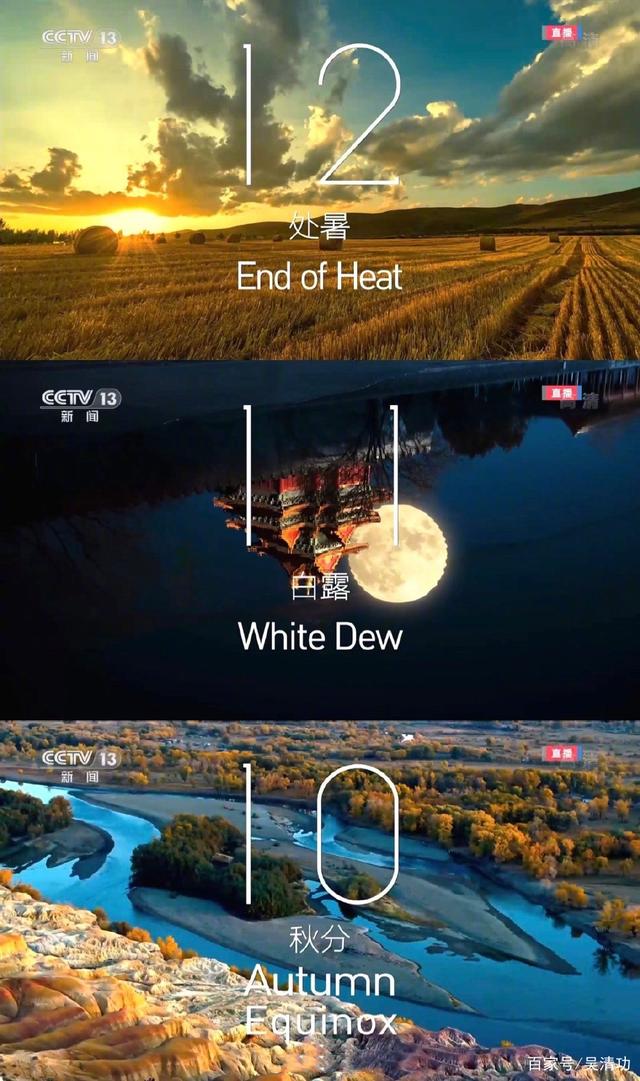 CCTV 13
新闻
直播
高清
12
处暑
End of Heat
CCTV 13
新闻
直播
高清
11
白露
White Dew
CCTV 13
新闻
直播
10
秋分
Autumn
Equinox
百家号/吴清功